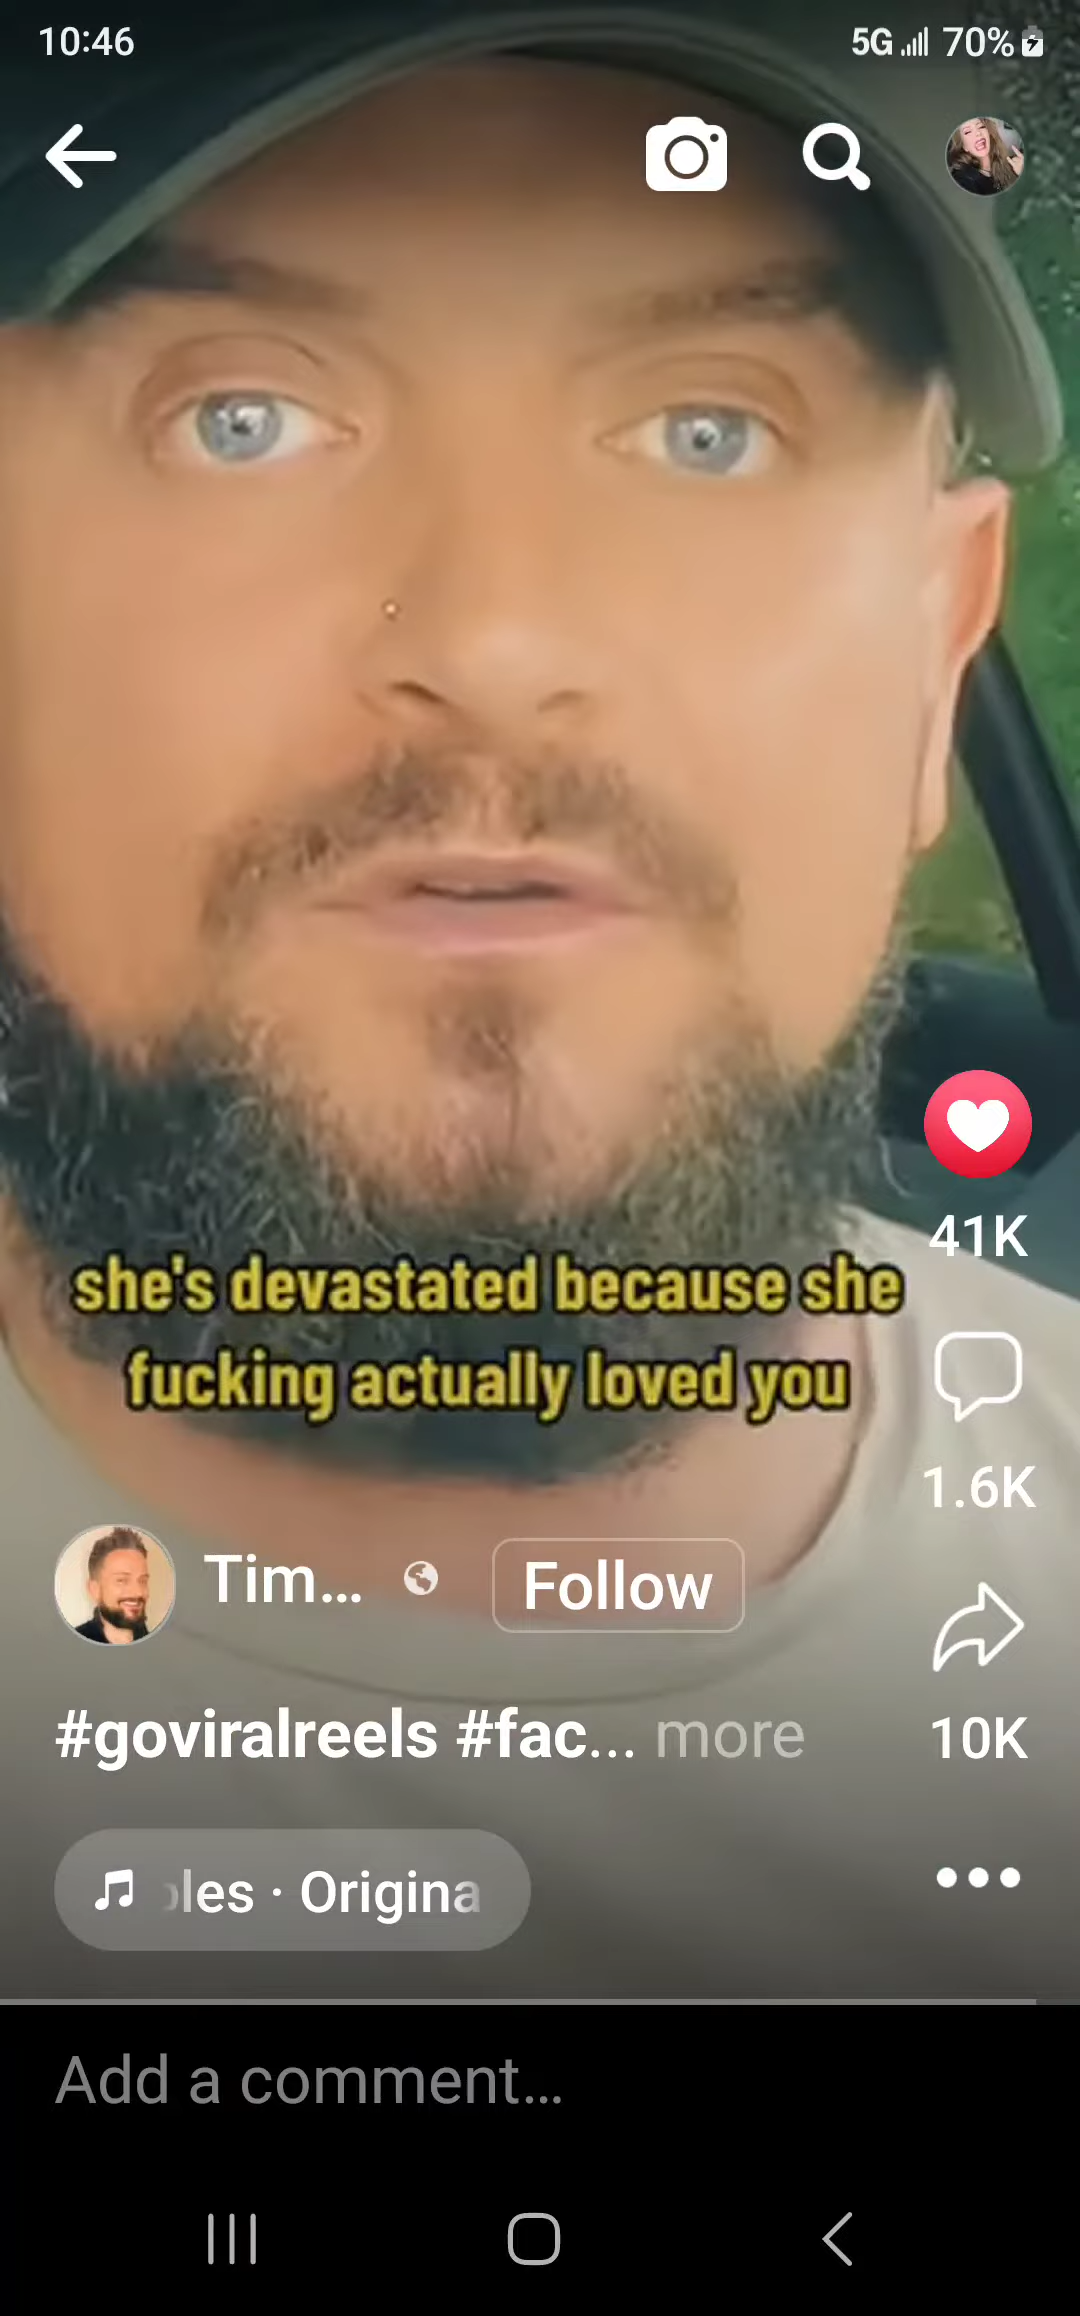 10:46
5G 70%
41K
she's devastated because she
fucking actually loved you
1.6K
Tim... Follow
#goviralreels #fac... more
10K
les · Origina
Add a comment...